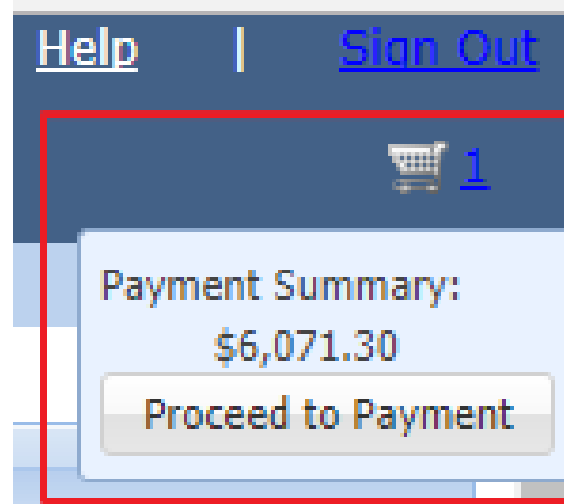 Help | Sign Out
1
Payment Summary:
$6,071.30
Proceed to Payment